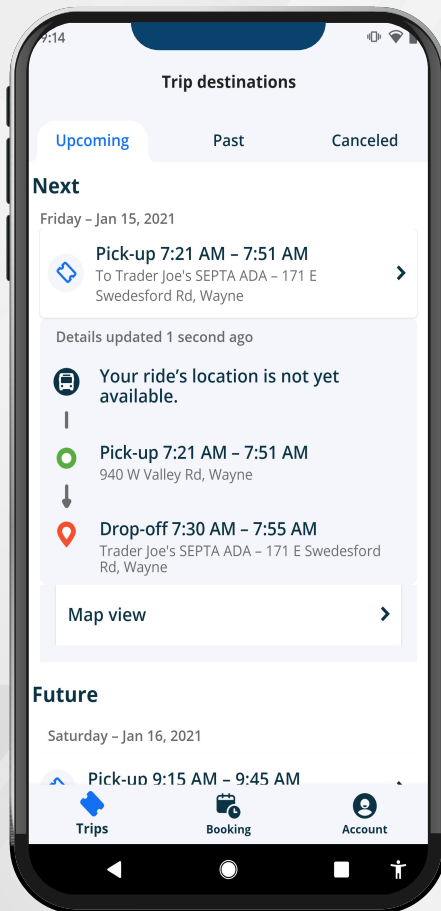 9:14
Trip destinations
Upcoming
Past
Canceled
Next
Friday – Jan 15, 2021
Pick-up 7:21 AM – 7:51 AM
To Trader Joe's SEPTA ADA – 171 E
Swedesford Rd, Wayne
Details updated 1 second ago
Your ride's location is not yet
available.
Pick-up 7:21 AM – 7:51 AM
940 W Valley Rd, Wayne
Drop-off 7:30 AM – 7:55 AM
Trader Joe's SEPTA ADA – 171 E Swedesford
Rd, Wayne
Map view
Future
Saturday – Jan 16, 2021
Pick-up 9:15 AM – 9:45 AM
Trips
Booking
Account